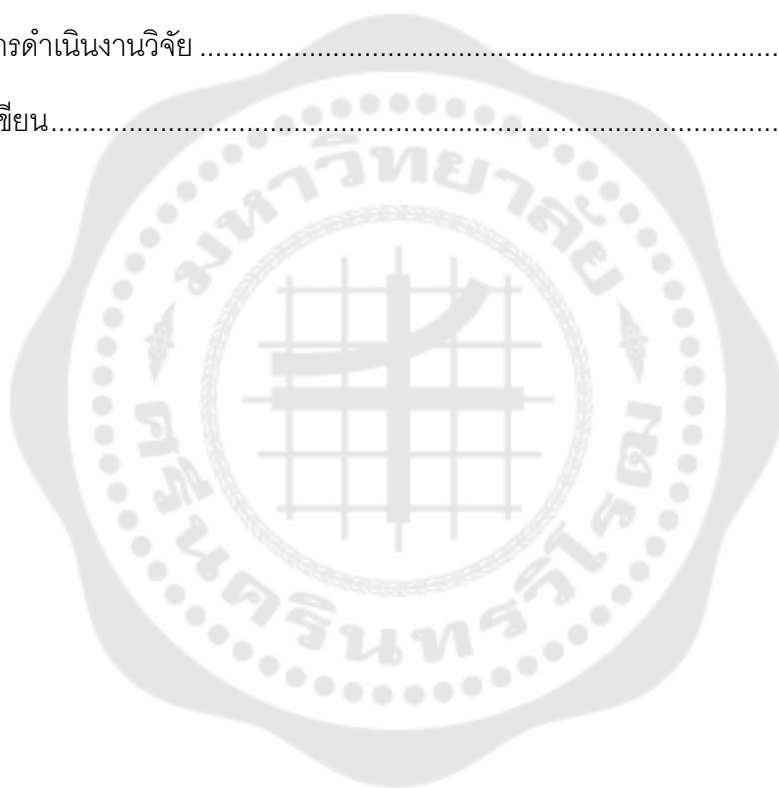 ารดำเนินงานวิจัย ...........................................................................
ขียน...............................................................................................
มหาวิทยาลัย
ศรีนครินทรวิโรฒ